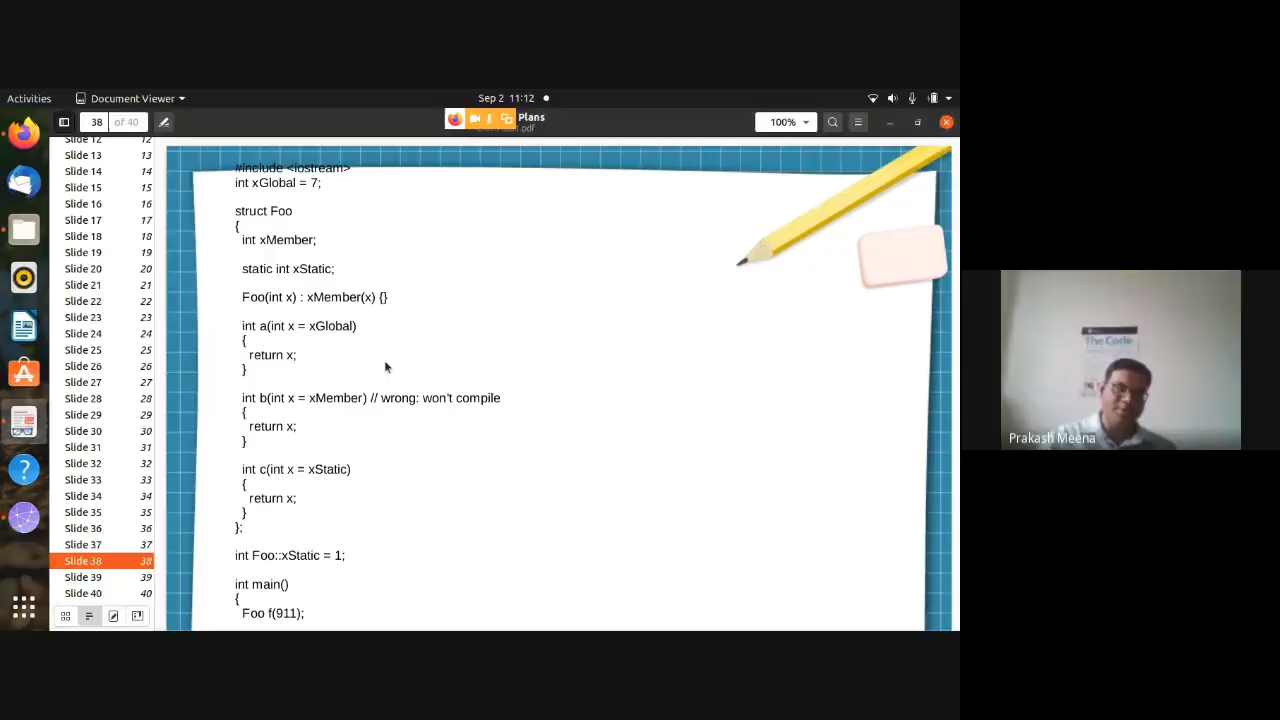 Activities
Document Viewer
Sep 2 11:12
38
of 40
Plans
.pdf
100%
Slide 12 12
Slide 13 13
Slide 14 14
Slide 15 15
Slide 16 16
Slide 17 17
Slide 18 18
Slide 19 19
Slide 20 20
Slide 21 21
Slide 22 22
Slide 23 23
Slide 24 24
Slide 25 25
Slide 26 26
Slide 27 27
Slide 28 28
Slide 29 29
Slide 30 30
Slide 31 31
Slide 32 32
Slide 33 33
Slide 34 34
Slide 35 35
Slide 36 36
Slide 37 37
Slide 38 38
Slide 39 39
Slide 40 40
#include <iostream>
int xGlobal = 7;
struct Foo
{
int xMember;
static int xStatic;
Foo(int x) : xMember(x) {}
int a(int x = xGlobal)
{
return x;
}
int b(int x = xMember) // wrong: won't compile
{
return x;
}
int c(int x = xStatic)
{
return x;
}
};
int Foo::xStatic = 1;
int main()
{
Foo f(911);
The Code
Prakash Meena